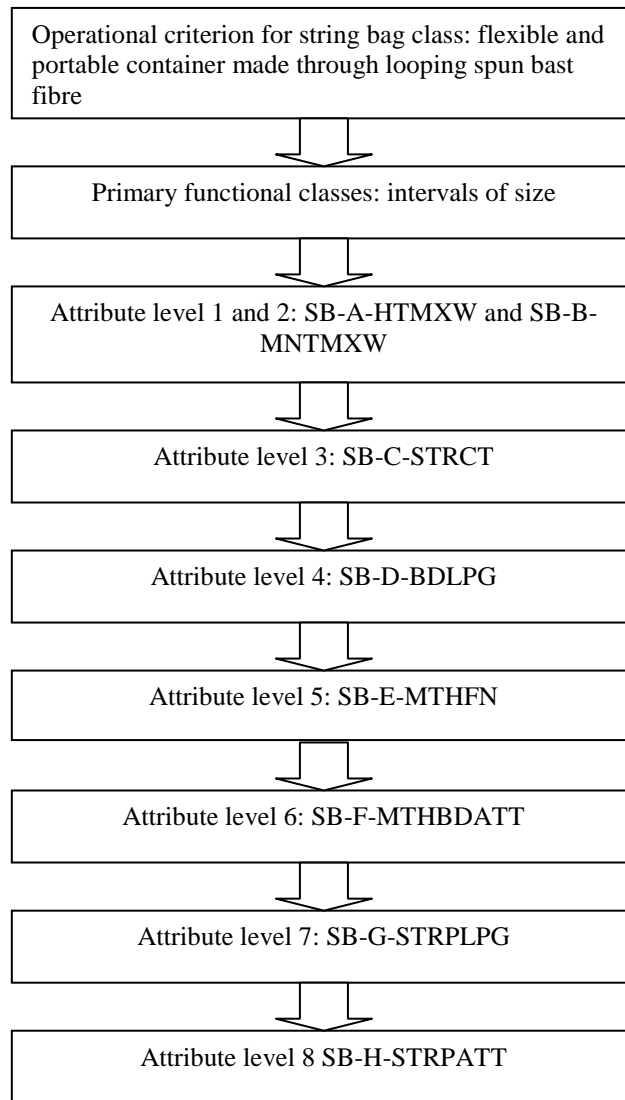 Operational criterion for string bag class: flexible and
portable container made through looping spun bast
fibre
Primary functional classes: intervals of size
Attribute level 1 and 2: SB-A-HTMXW and SB-B-
MNTMXW
Attribute level 3: SB-C-STRCT
Attribute level 4: SB-D-BDLPG
Attribute level 5: SB-E-MTHFN
Attribute level 6: SB-F-MTHBDATT
Attribute level 7: SB-G-STRPLPG
Attribute level 8 SB-H-STRPATT